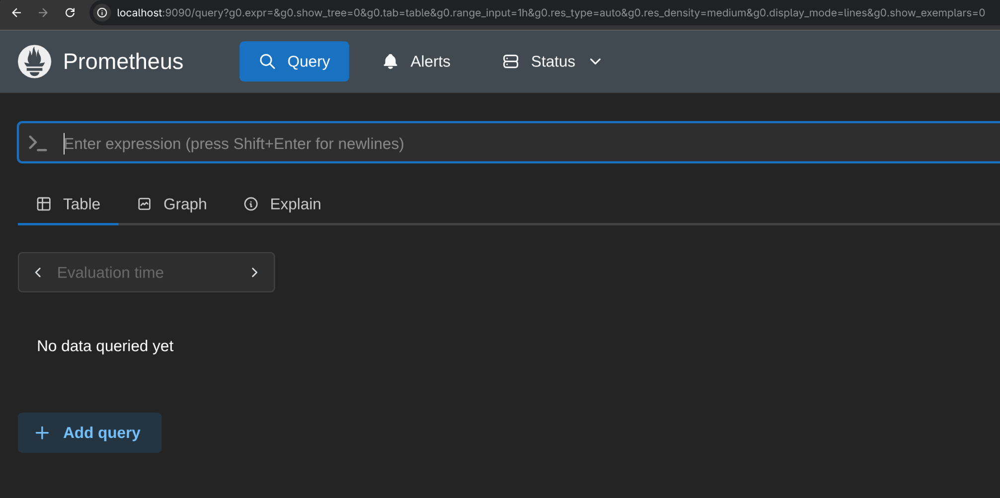 localhost:9090/query?g0.expr=&g0.show_tree=0&g0.tab=table&g0.range_input=1h&g0.res_type=auto&g0.res_density=medium&g0.display_mode=lines&g0.show_exemplars=0
Prometheus Query Alerts Status
Enter expression (press Shift+Enter for newlines)
Table Graph Explain
Evaluation time
No data queried yet
Add query